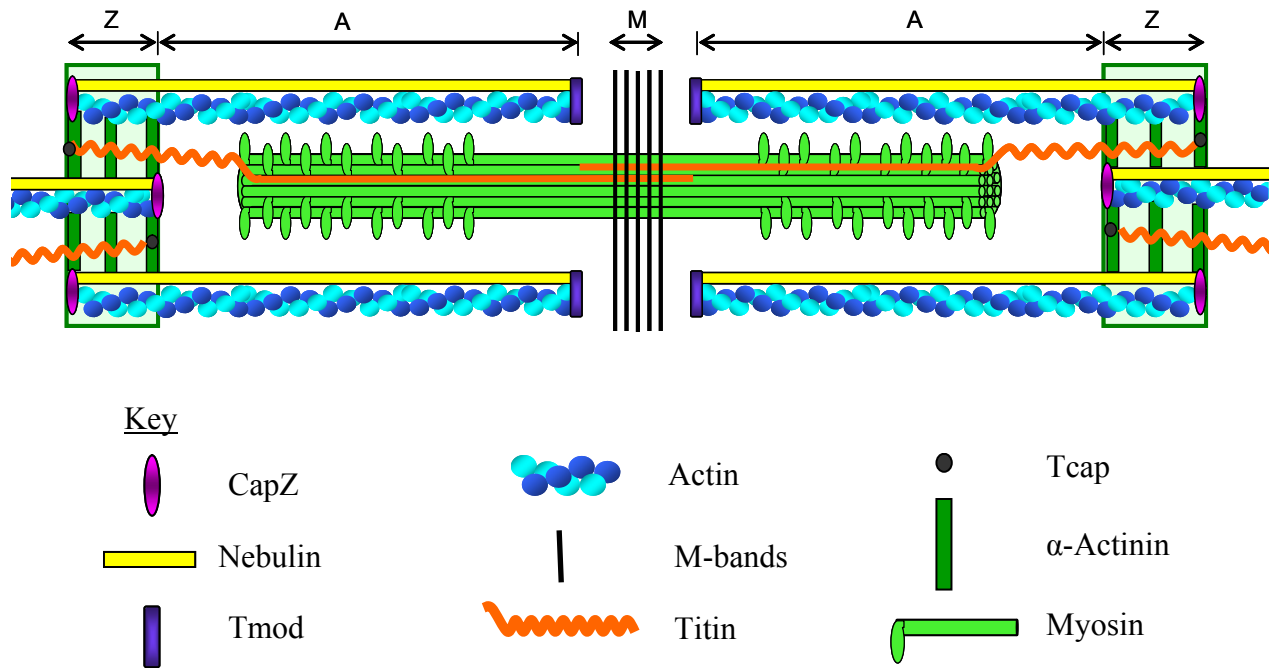 Z A M A Z
Key
CapZ Actin Tcap
Nebulin M-bands α-Actinin
Tmod Titin Myosin